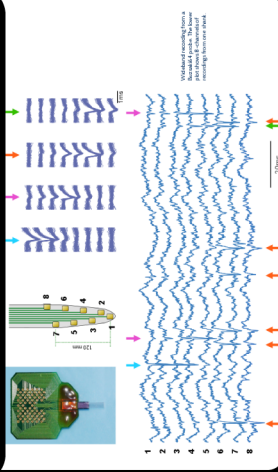 8
6
4
2
1
3
5
7
120 mm
1ms
Wideband recording from a
Buzsaki64 probe. The lower
plot shows 8-channels of
recordings from one shank
1
2
3
4
5
6
7
8